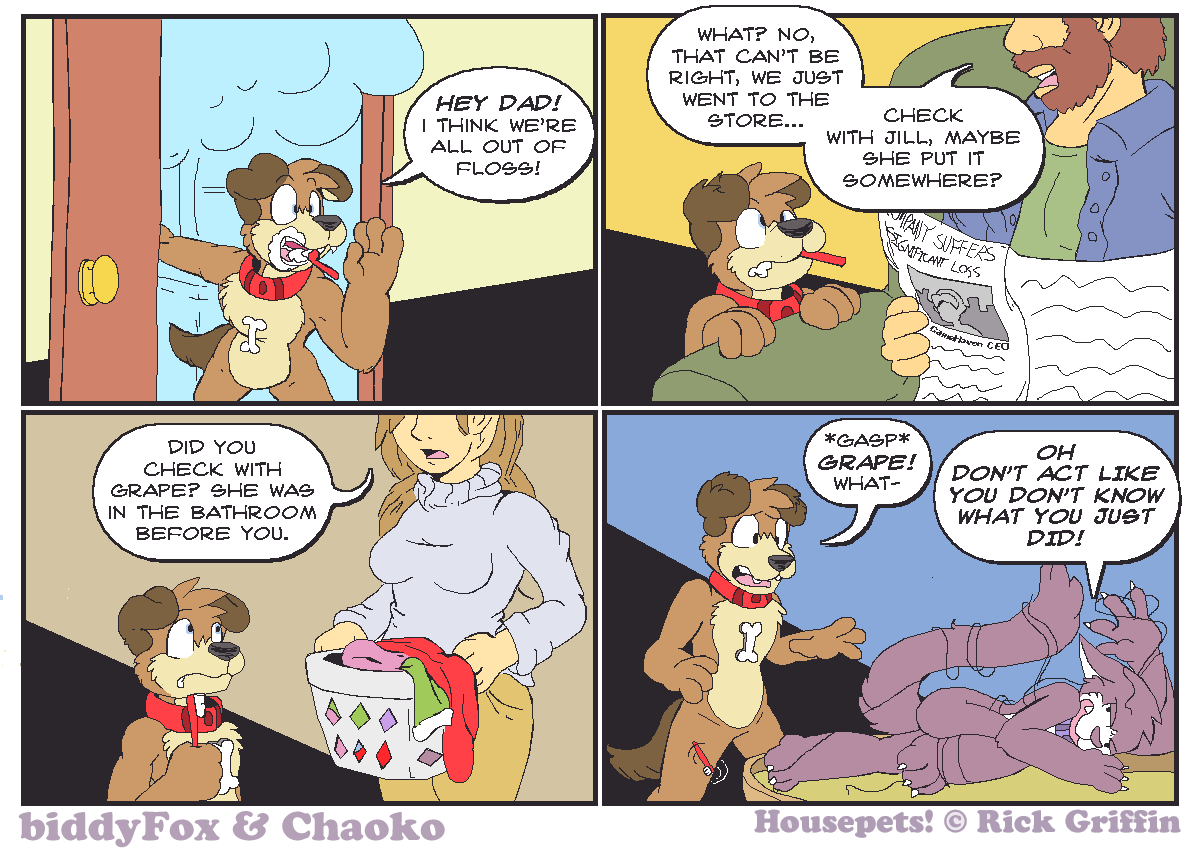 HEY DAD!
I THINK WE'RE
ALL OUT OF
FLOSS!
WHAT? NO,
THAT CAN'T BE
RIGHT, WE JUST
WENT TO THE
STORE...
CHECK
WITH JILL, MAYBE
SHE PUT IT
SOMEWHERE?
COMPANY SUFFERS
SIGNIFICANT LOSS
GameHaven CEO
DID YOU
CHECK WITH
GRAPE? SHE WAS
IN THE BATHROOM
BEFORE YOU.
*GASP*
GRAPE!
WHAT-
OH
DON'T ACT LIKE
YOU DON'T KNOW
WHAT YOU JUST
DID!
biddyFox & Chaoko
Housepets! © Rick Griffin